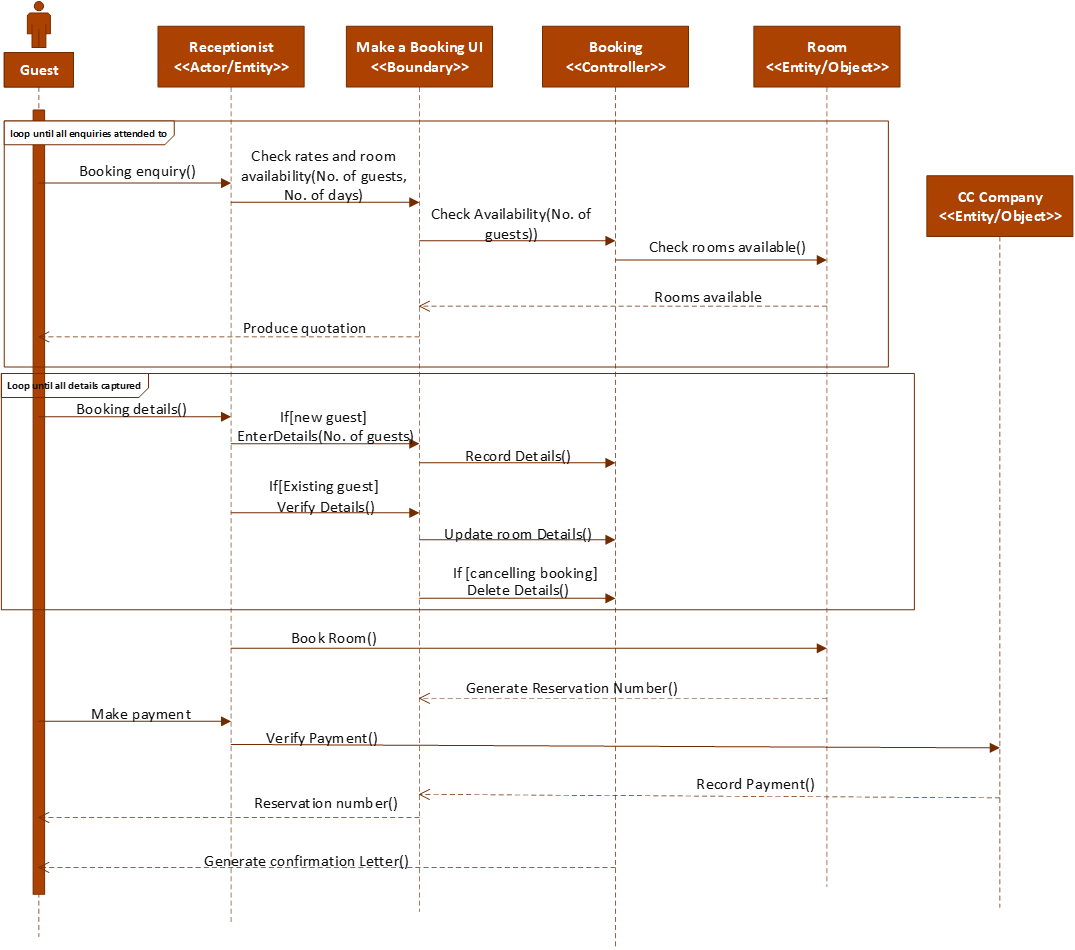 Guest
Receptionist
<<Actor/Entity>>
Make a Booking UI
<<Boundary>>
Booking
<<Controller>>
Room
<<Entity/Object>>
loop until all enquiries attended to
Booking enquiry()
Check rates and room
availability(No. of guests,
No. of days)
CC Company
<<Entity/Object>>
Check Availability(No. of
guests))
Check rooms available()
Rooms available
Produce quotation
Loop until all details captured
Booking details()
If[new guest]
EnterDetails(No. of guests)
Record Details()
If[Existing guest]
Verify Details()
Update room Details()
If [cancelling booking]
Delete Details()
Book Room()
Generate Reservation Number()
Make payment
Verify Payment()
Record Payment()
Reservation number()
Generate confirmation Letter()